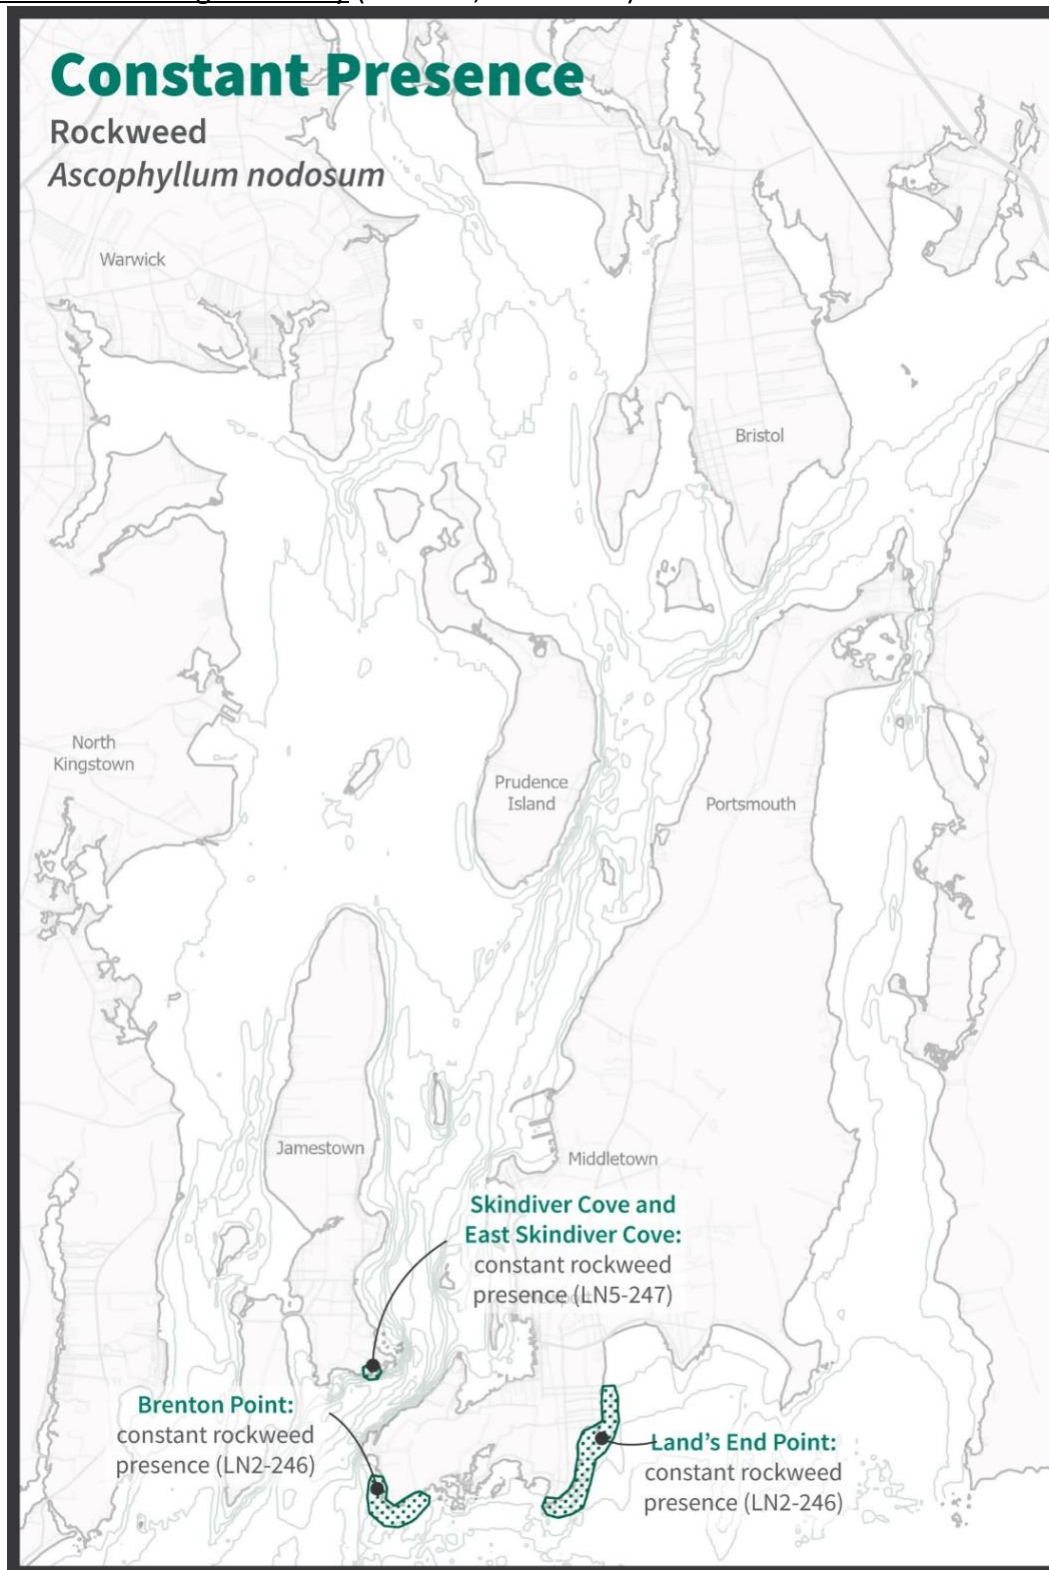 Constant Presence
Rockweed
Ascophyllum nodosum
Warwick
Bristol
North
Kingstown
Prudence
Island
Portsmouth
Jamestown
Middletown
Skindiver Cove and
East Skindiver Cove:
constant rockweed
presence (LN5-247)
Brenton Point:
constant rockweed
presence (LN2-246)
Land's End Point:
constant rockweed
presence (LN2-246)